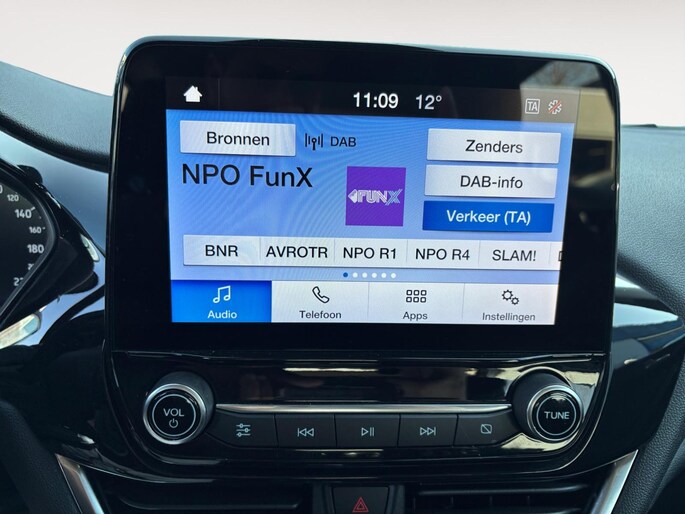 11:09 12°
TA
Bronnen
DAB
Zenders
NPO FunX
FUNX
DAB-info
Verkeer (TA)
BNR AVROTR NPO R1 NPO R4 SLAM!
Audio Telefoon Apps Instellingen
120
140
160
180
VOL
TUNE